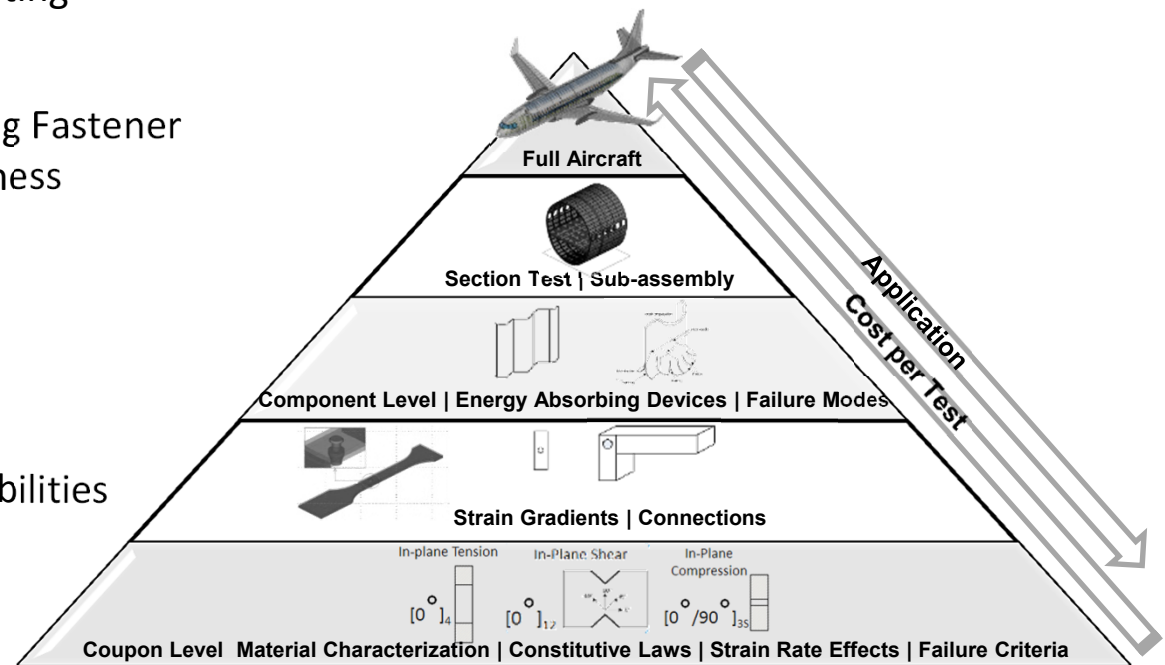 g Fastener
bilities
Full Aircraft
Section Test | Sub-assembly
Component Level | Energy Absorbing Devices | Failure Modes
Strain Gradients | Connections
In-plane Tension
In-Plane Shear
In-Plane
Compression
[0°]4
[0°]12
[0°/90°]3S
Coupon Level Material Characterization | Constitutive Laws | Strain Rate Effects | Failure Criteria
Application
Cost per Test